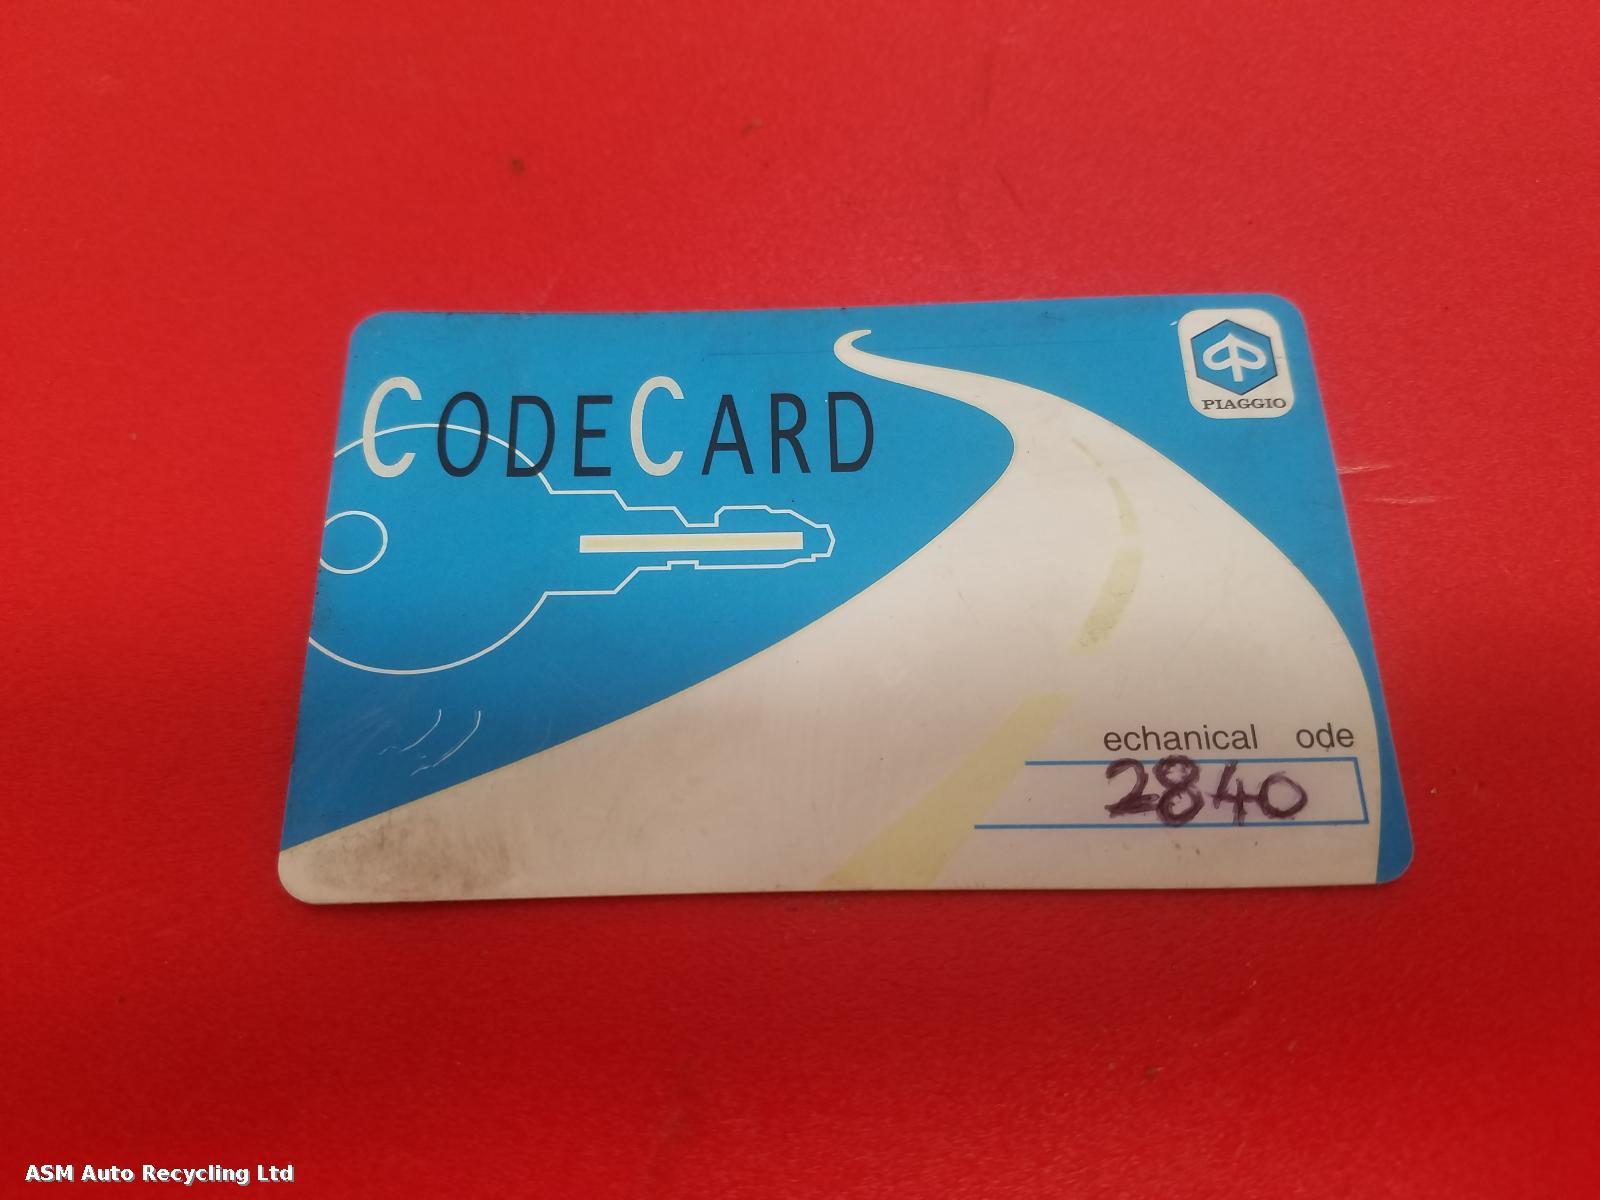 CODECARD
PIAGGIO
echanical ode
2840
ASM Auto Recycling Ltd